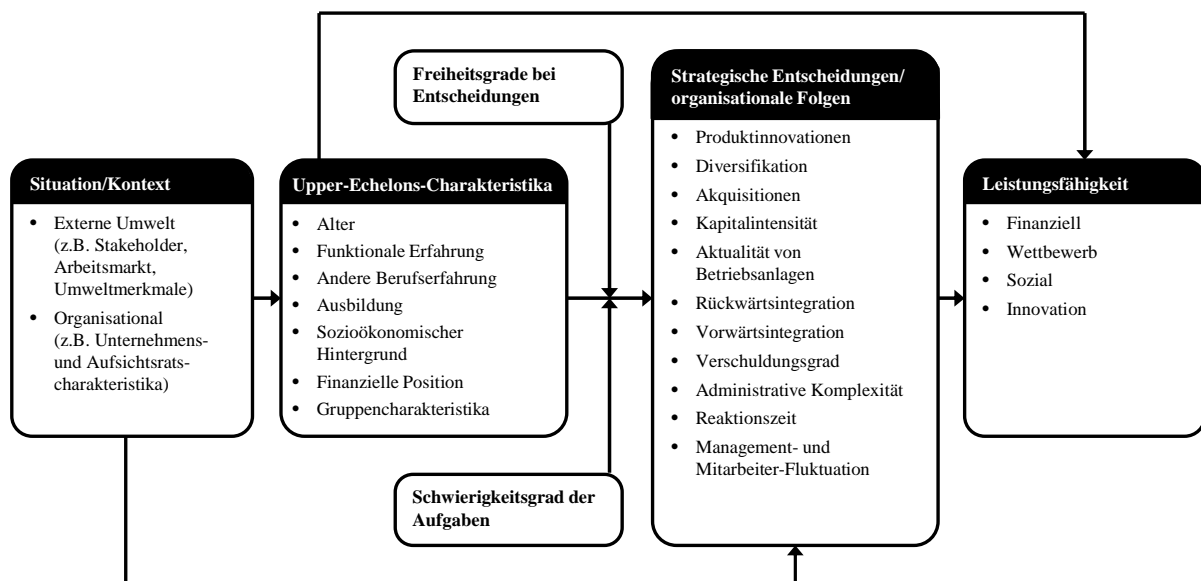 Situation/Kontext
• Externe Umwelt
(z.B. Stakeholder,
Arbeitsmarkt,
Umweltmerkmale)
• Organisational
(z.B. Unternehmens-
und Aufsichtsrats-
charakteristika)
Upper-Echelons-Charakteristika
• Alter
• Funktionale Erfahrung
• Andere Berufserfahrung
• Ausbildung
• Sozioökonomischer
Hintergrund
• Finanzielle Position
• Gruppencharakteristika
Freiheitsgrade bei
Entscheidungen
Schwierigkeitsgrad der
Aufgaben
Strategische Entscheidungen/
organisationale Folgen
• Produktinnovationen
• Diversifikation
• Akquisitionen
• Kapitalintensität
• Aktualität von
Betriebsanlagen
• Rückwärtsintegration
• Vorwärtsintegration
• Verschuldungsgrad
• Administrative Komplexität
• Reaktionszeit
• Management- und
Mitarbeiter-Fluktuation
Leistungsfähigkeit
• Finanziell
• Wettbewerb
• Sozial
• Innovation